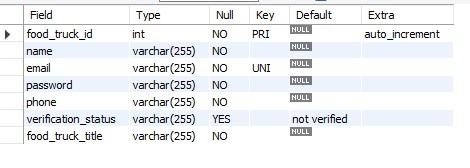 Field Type Null Key Default Extra
food_truck_id int NO PRI NULL auto_increment
name varchar(255) NO NULL
email varchar(255) NO UNI NULL
password varchar(255) NO NULL
phone varchar(255) NO NULL
verification_status varchar(255) YES not verified
food_truck_title varchar(255) NO NULL